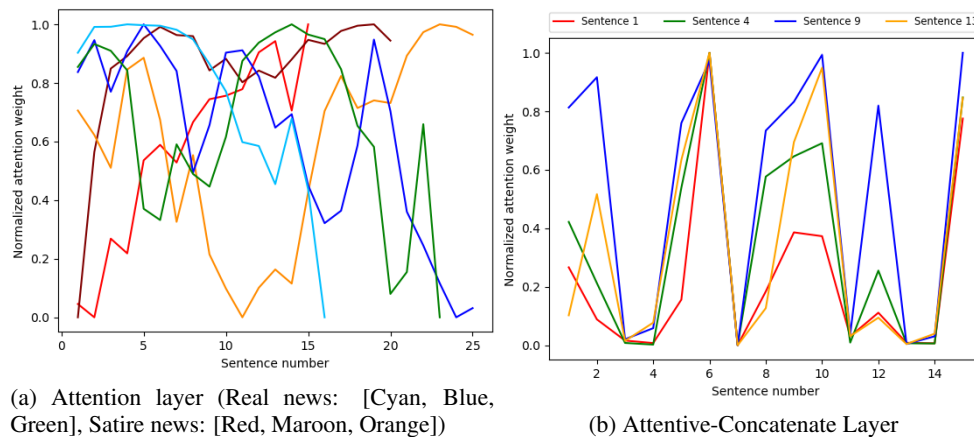 1.0
0.8
0.6
0.4
0.2
0.0
Normalized attention weight
0 5 10 15 20 25
Sentence number
(a) Attention layer (Real news: [Cyan, Blue,
Green], Satire news: [Red, Maroon, Orange])
Sentence 1 Sentence 4 Sentence 9
1.0
0.8
0.6
0.4
0.2
0.0
Normalized attention weight
2 4 6 8 10 12 14
Sentence number
(b) Attentive-Concatenate Layer